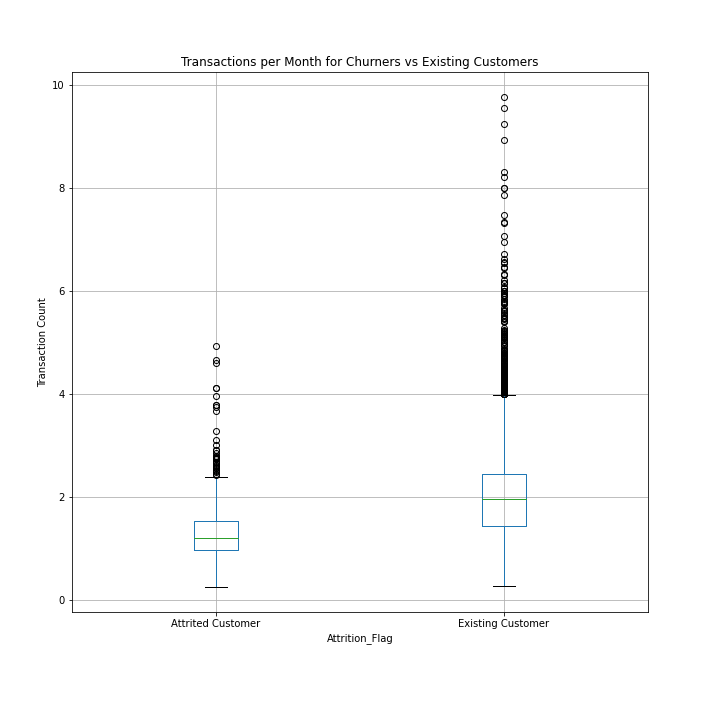 Transactions per Month for Churners vs Existing Customers
10
8
6
4
2
0
Transaction Count
Attrited Customer
Existing Customer
Attrition_Flag